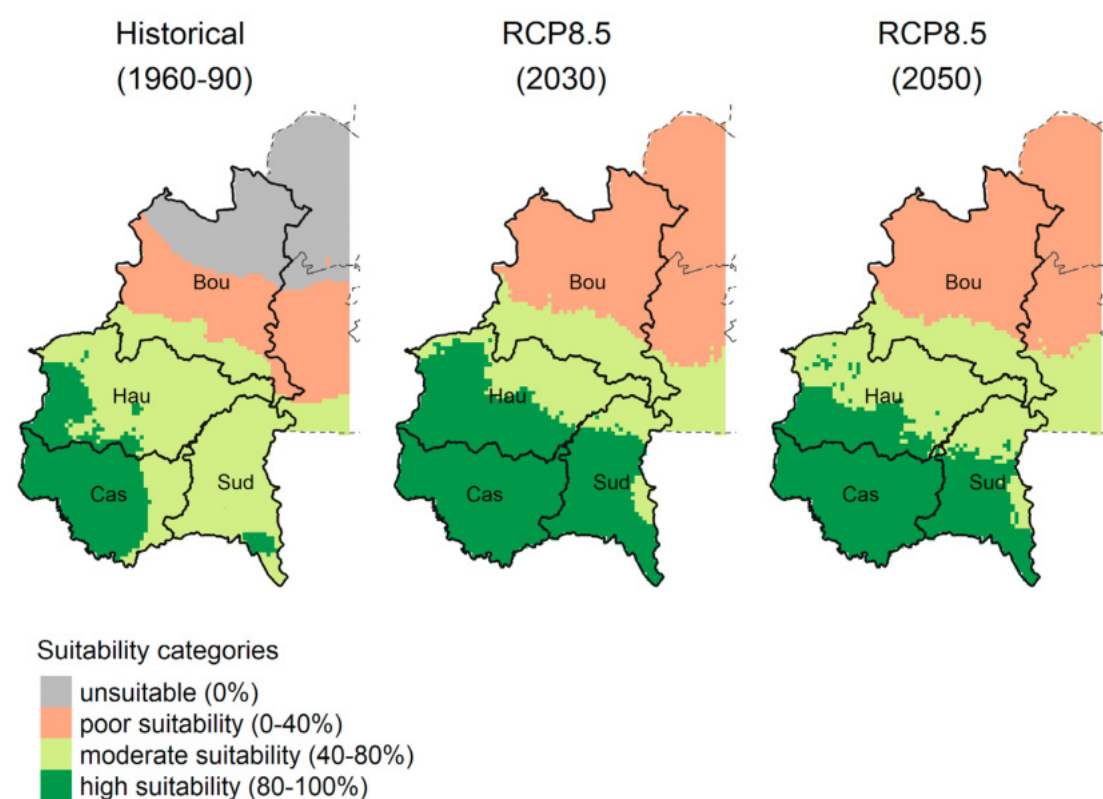 Historical
(1960-90)
RCP8.5
(2030)
RCP8.5
(2050)
Bou
Hau
Cas
Sud
Bou
Hau
Cas
Sud
Bou
Hau
Cas
Sud
Suitability categories
unsuitable (0%)
poor suitability (0-40%)
moderate suitability (40-80%)
high suitability (80-100%)